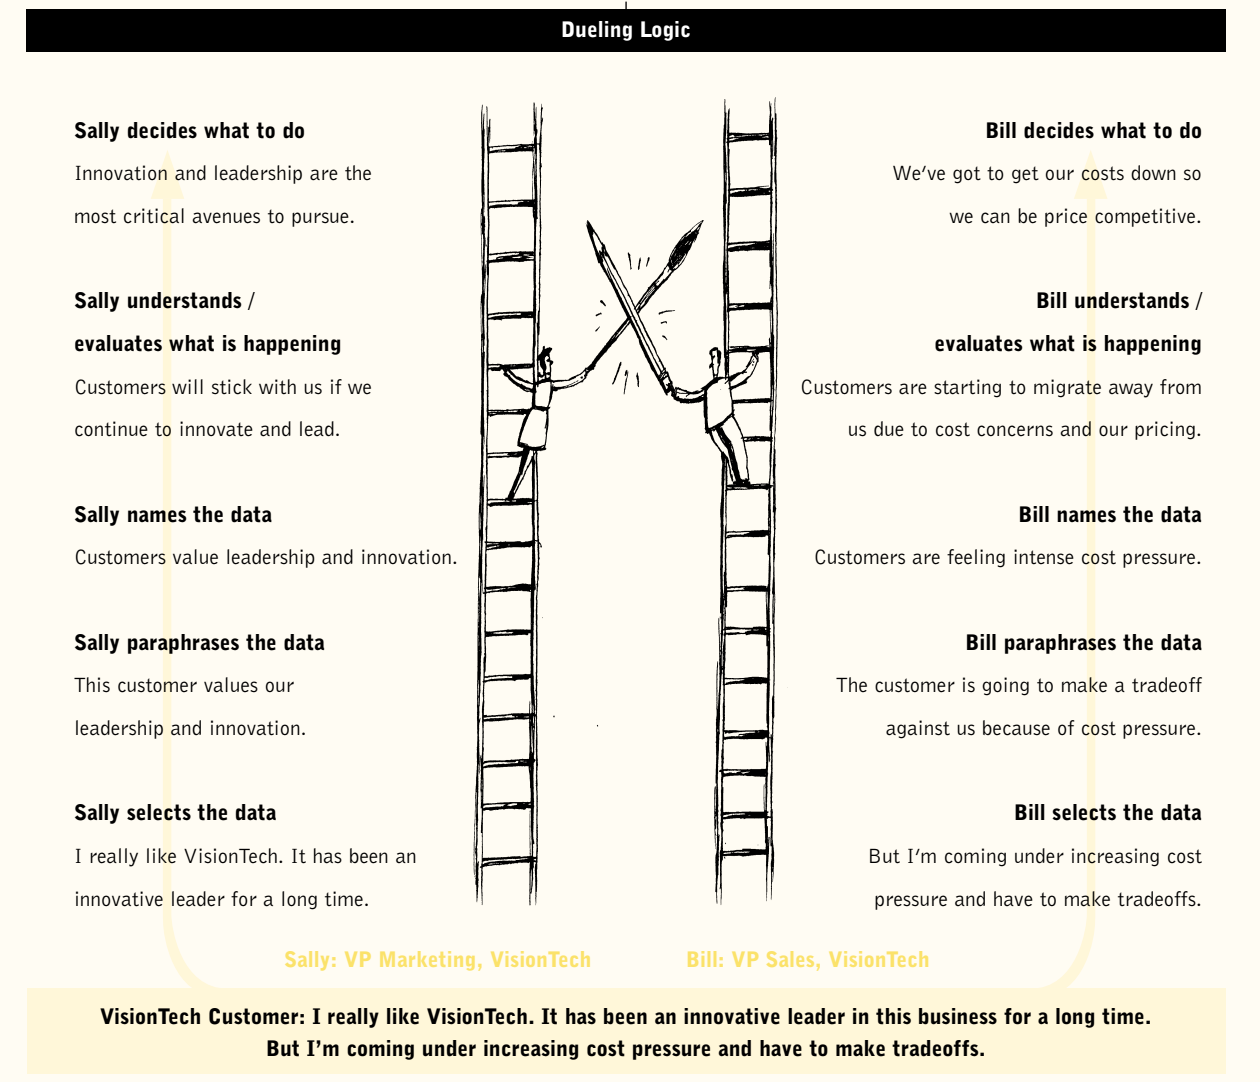 Dueling Logic
Sally decides what to do
Innovation and leadership are the
most critical avenues to pursue.
Sally understands /
evaluates what is happening
Customers will stick with us if we
continue to innovate and lead.
Sally names the data
Customers value leadership and innovation.
Sally paraphrases the data
This customer values our
leadership and innovation.
Sally selects the data
I really like VisionTech. It has been an
innovative leader for a long time.
Bill decides what to do
We’ve got to get our costs down so
we can be price competitive.
Bill understands /
evaluates what is happening
Customers are starting to migrate away from
us due to cost concerns and our pricing.
Bill names the data
Customers are feeling intense cost pressure.
Bill paraphrases the data
The customer is going to make a tradeoff
against us because of cost pressure.
Bill selects the data
But I’m coming under increasing cost
pressure and have to make tradeoffs.
Sally: VP Marketing, VisionTech
Bill: VP Sales, VisionTech
VisionTech Customer: I really like VisionTech. It has been an innovative leader in this business for a long time.
But I’m coming under increasing cost pressure and have to make tradeoffs.